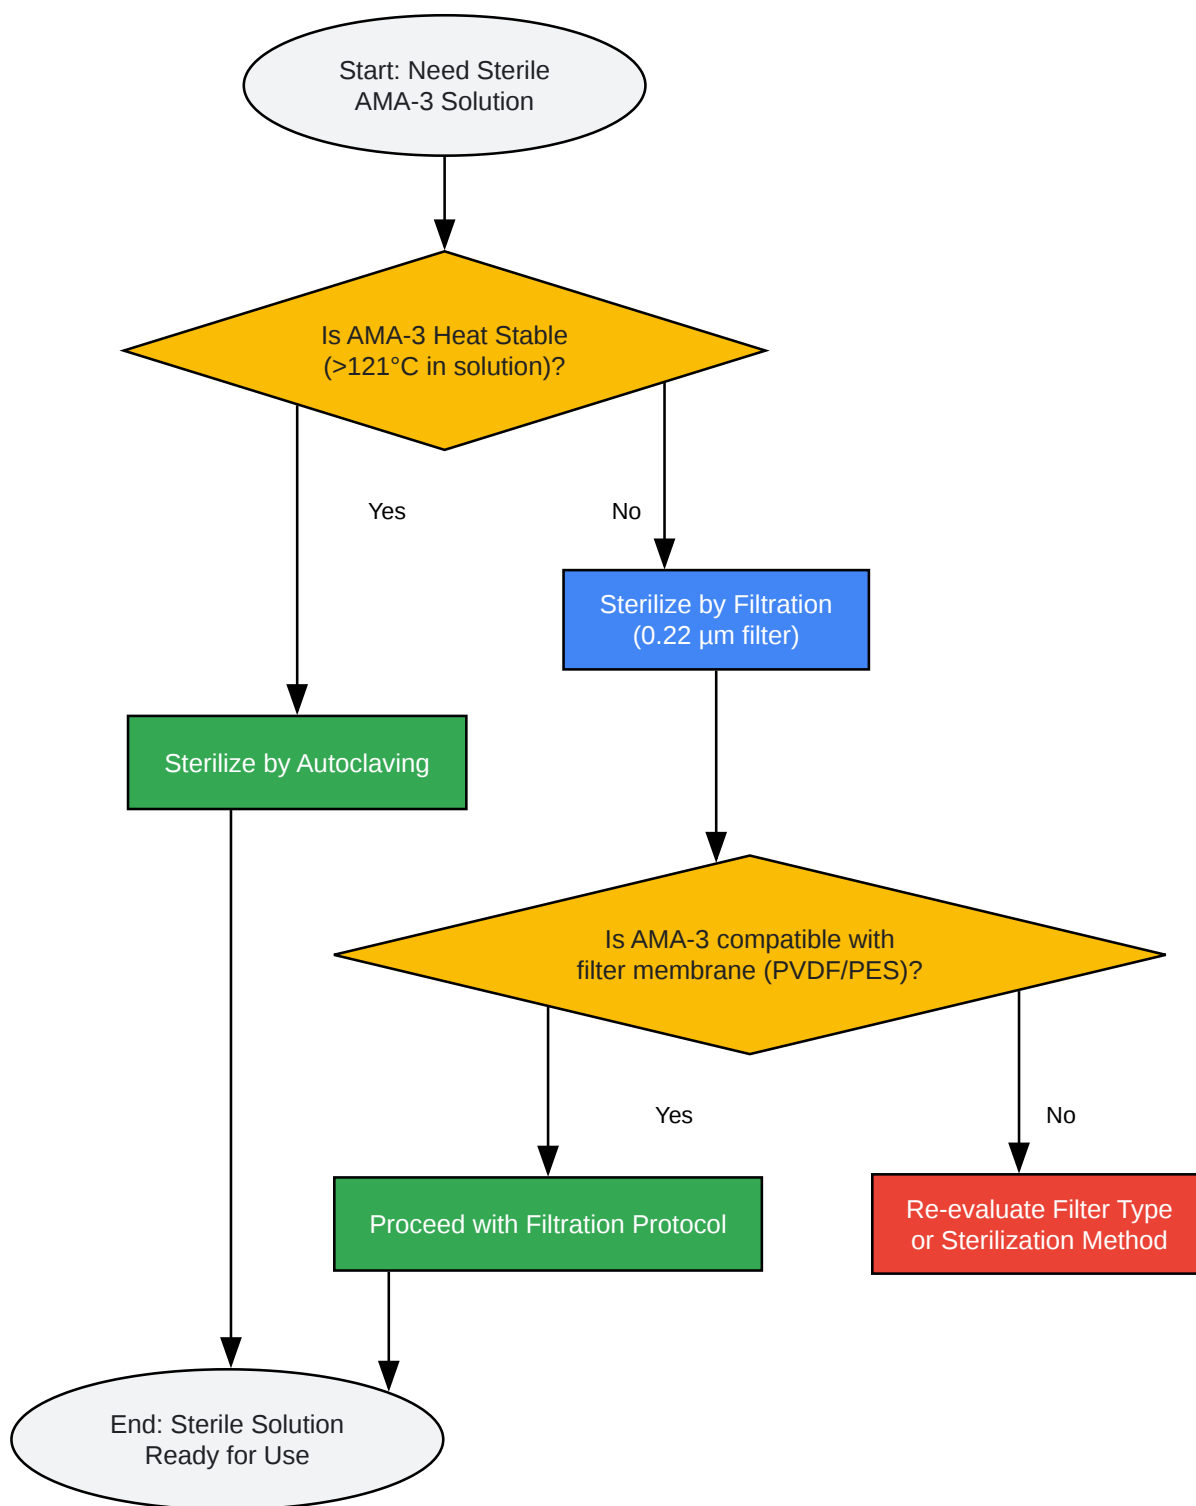 Start: Need Sterile
AMA-3 Solution
Is AMA-3 Heat Stable
(>121°C in solution)?
Yes
No
Sterilize by Filtration
(0.22 µm filter)
Sterilize by Autoclaving
Is AMA-3 compatible with
filter membrane (PVDF/PES)?
Yes
No
Proceed with Filtration Protocol
Re-evaluate Filter Type
or Sterilization Method
End: Sterile Solution
Ready for Use